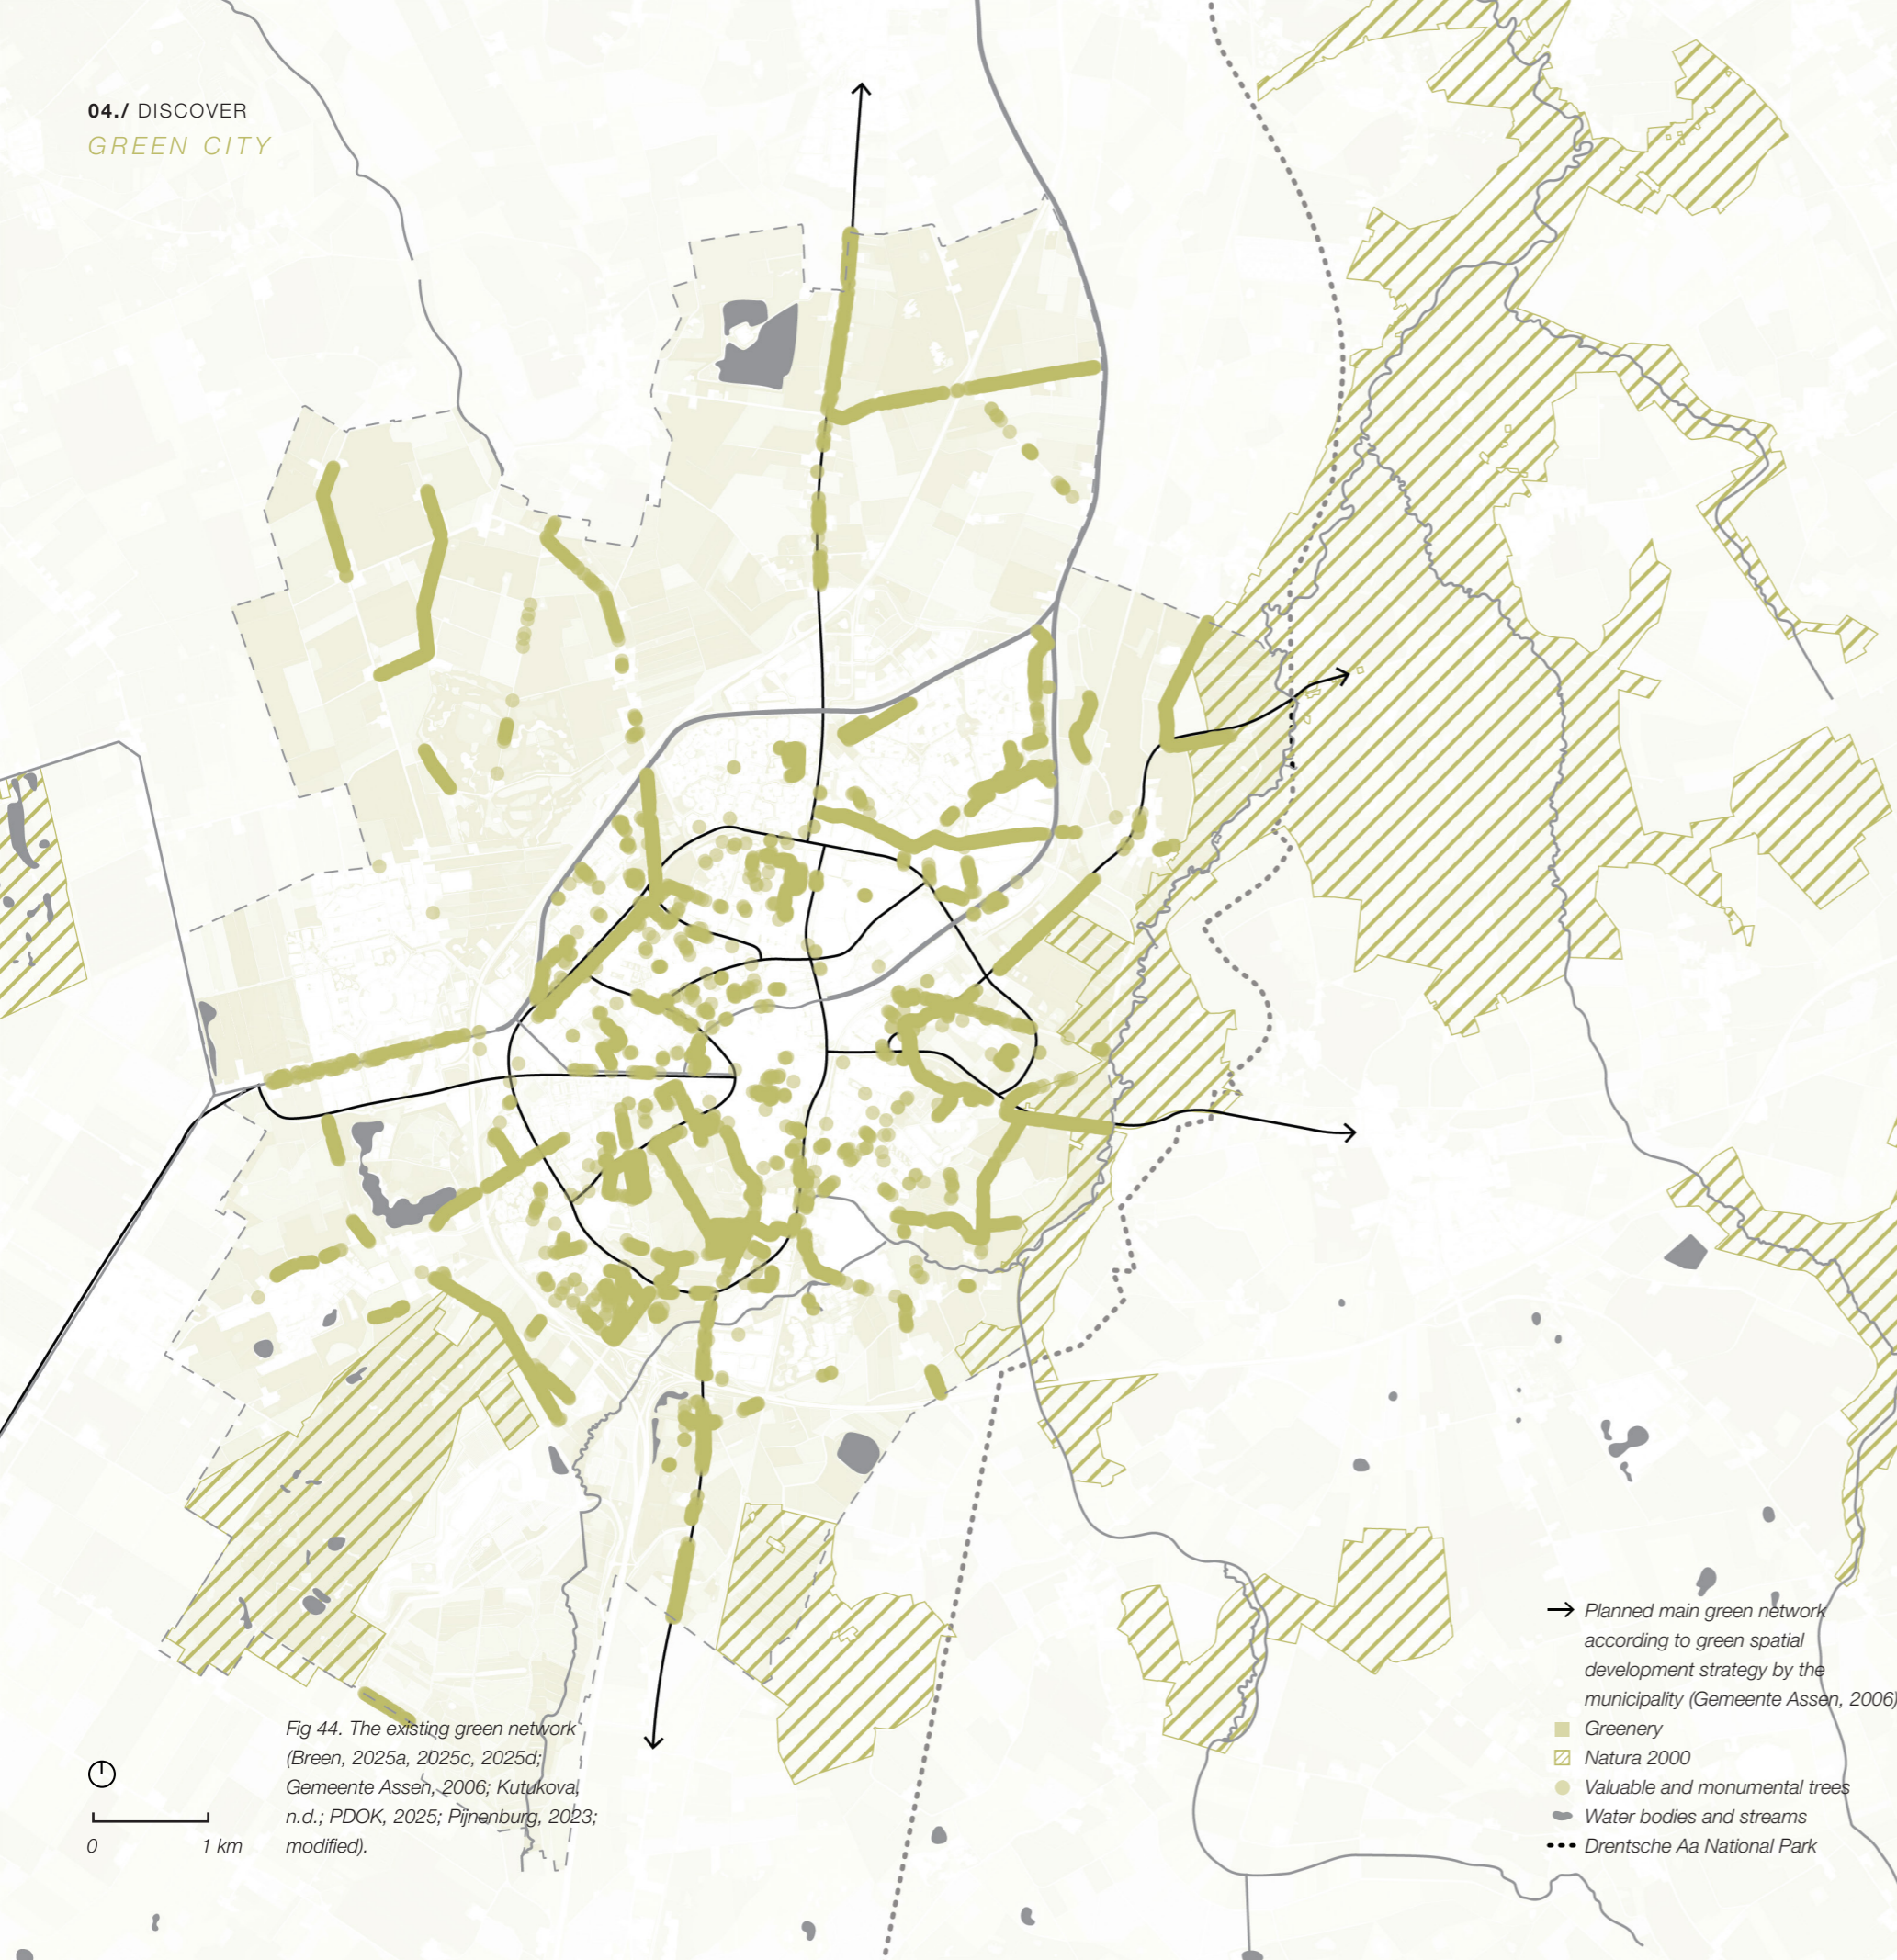 04./ DISCOVER
GREEN CITY
Planned main green network
according to green spatial
development strategy by the
municipality (Gemeente Assen, 2006)
Greenery
Natura 2000
Valuable and monumental trees
Water bodies and streams
Drentsche Aa National Park
Fig 44. The existing green network
(Breen, 2025a, 2025c, 2025d;
Gemeente Assen, 2006; Kutukova,
n.d.; PDOK, 2025; Pijnenburg, 2023;
modified).
0 1 km